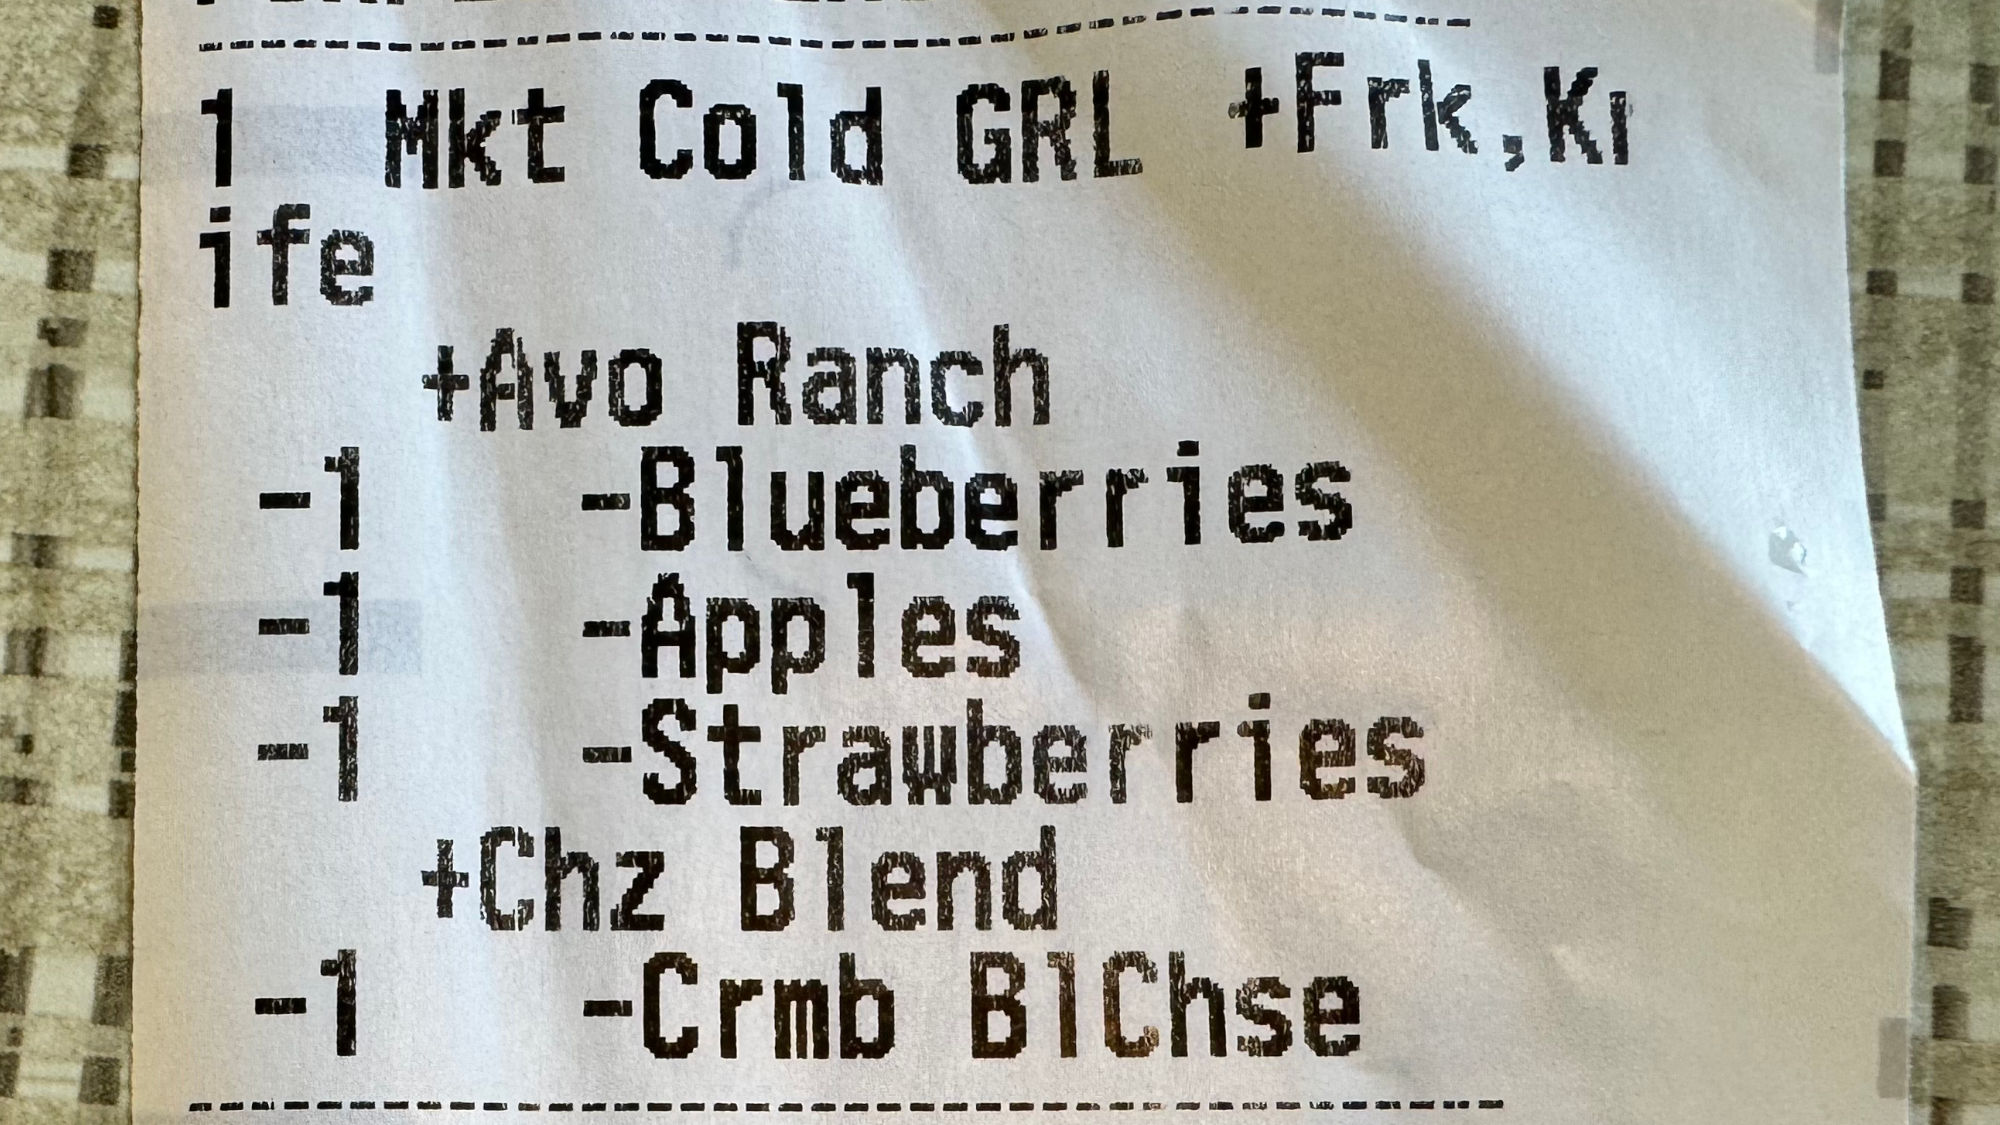 1 Mkt Cold GRL +Frk,Kn
ife
+Avo Ranch
-1 -Blueberries
-1 -Apples
-1 -Strawberries
+Chz Blend
-1 -Crmb BlChse